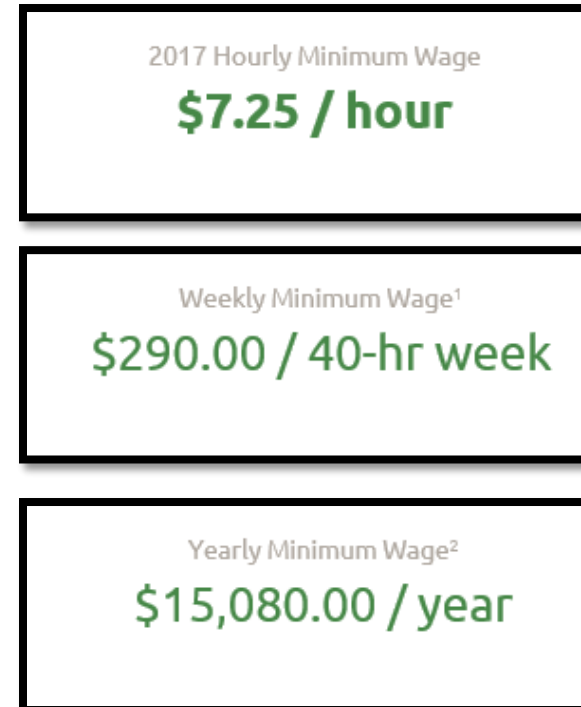 2017 Hourly Minimum Wage
$7.25 / hour
Weekly Minimum Wage¹
$290.00 / 40-hr week
Yearly Minimum Wage²
$15,080.00 / year